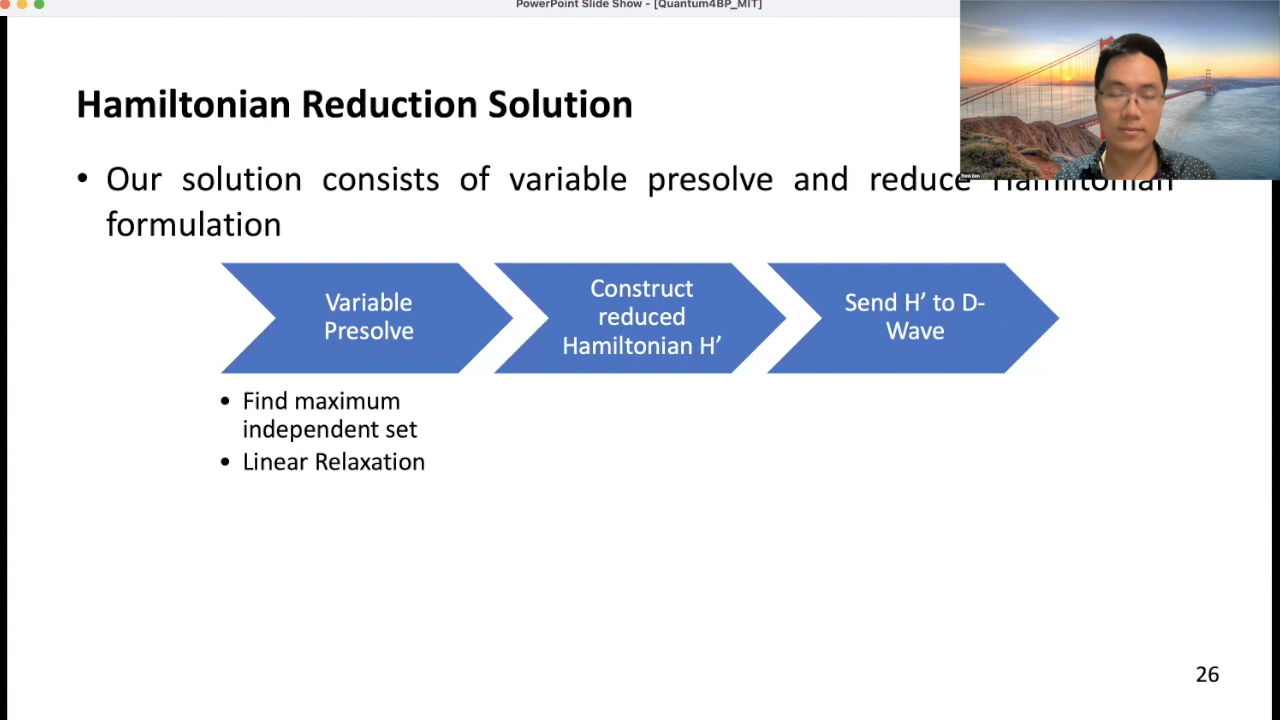 PowerPoint Slide Show - [Quantum4BP_MIT]
Hamiltonian Reduction Solution
• Our solution consists of variable presolve and reduce Hamiltonian
formulation
Variable
Presolve
Construct
reduced
Hamiltonian H’
Send H’ to D-
Wave
• Find maximum
independent set
• Linear Relaxation
26